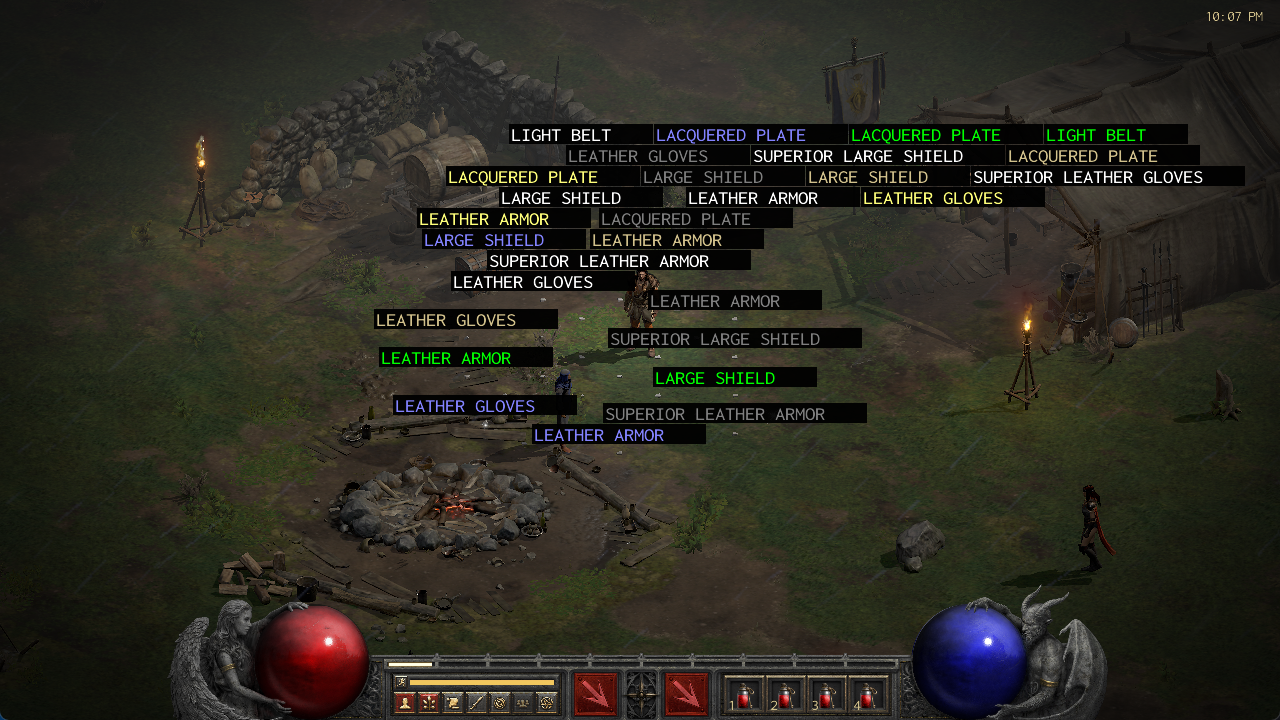 10:07 PM
LIGHT BELT LACQUERED PLATE LACQUERED PLATE LIGHT BELT
LEATHER GLOVES SUPERIOR LARGE SHIELD LACQUERED PLATE
LACQUERED PLATE LARGE SHIELD LARGE SHIELD SUPERIOR LEATHER GLOVES
LARGE SHIELD LEATHER ARMOR LEATHER GLOVES
LEATHER ARMOR LACQUERED PLATE
LARGE SHIELD LEATHER ARMOR
SUPERIOR LEATHER ARMOR
LEATHER GLOVES
LEATHER ARMOR
LEATHER GLOVES
SUPERIOR LARGE SHIELD
LEATHER ARMOR
LARGE SHIELD
LEATHER GLOVES
SUPERIOR LEATHER ARMOR
LEATHER ARMOR
1 2 3 4